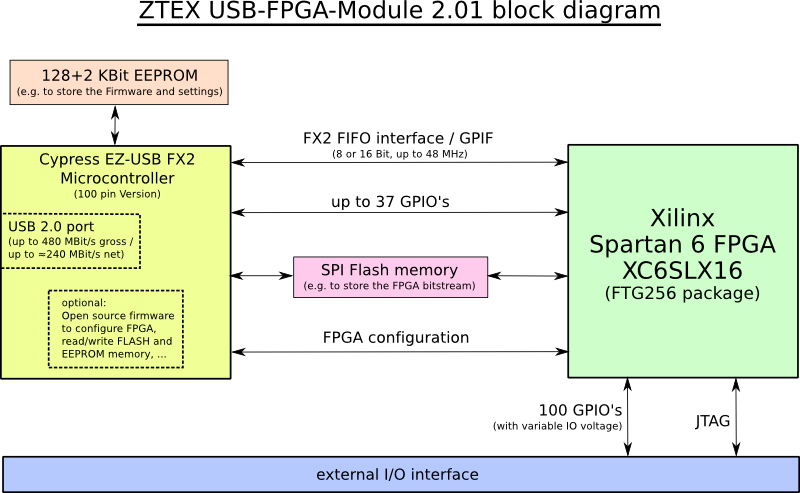 ZTEX USB-FPGA-Module 2.01 block diagram
128+2 KBit EEPROM
(e.g. to store the Firmware and settings)
Cypress EZ-USB FX2
Microcontroller
(100 pin Version)
USB 2.0 port
(up to 480 MBit/s gross /
up to ≈240 MBit/s net)
optional:
Open source firmware
to configure FPGA,
read/write FLASH and
EEPROM memory, ...
FX2 FIFO interface / GPIF
(8 or 16 Bit, up to 48 MHz)
up to 37 GPIO's
SPI Flash memory
(e.g. to store the FPGA bitstream)
FPGA configuration
Xilinx
Spartan 6 FPGA
XC6SLX16
(FTG256 package)
100 GPIO's
(with variable IO voltage)
JTAG
external I/O interface